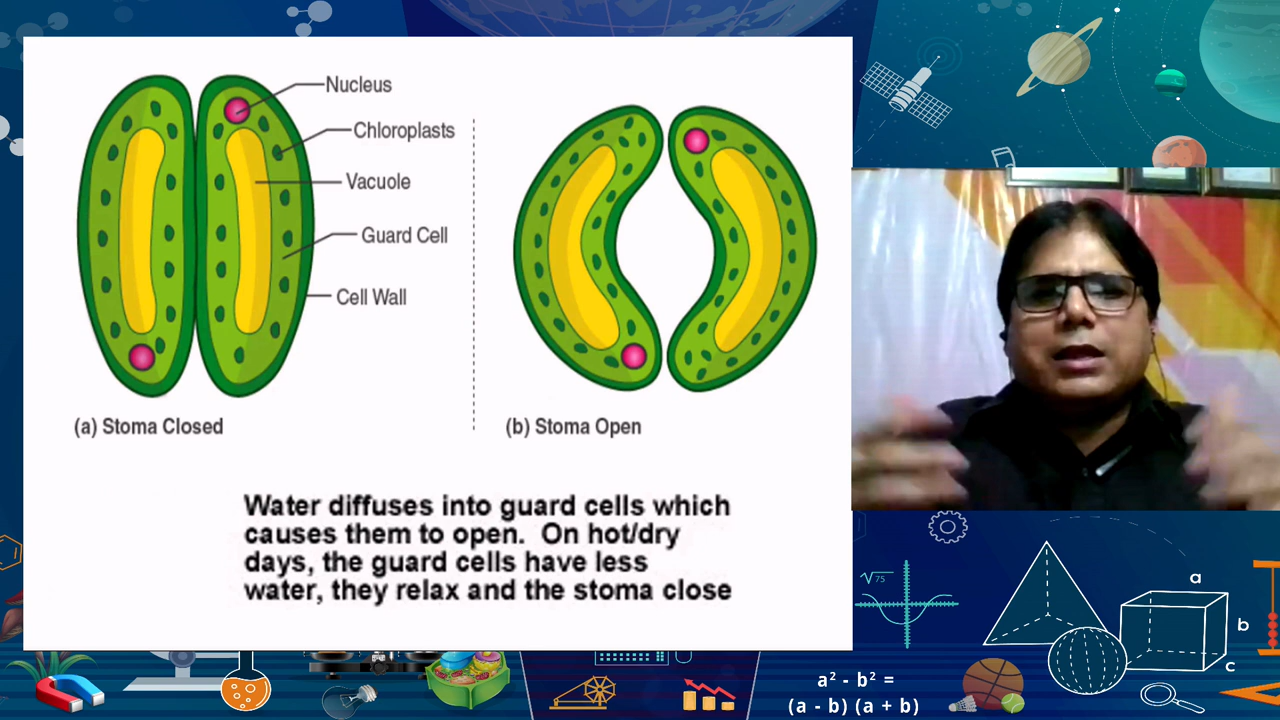 Nucleus
Chloroplasts
Vacuole
Guard Cell
Cell Wall
(a) Stoma Closed
(b) Stoma Open
Water diffuses into guard cells which
causes them to open. On hot/dry
days, the guard cells have less
water, they relax and the stoma close
√75
a
b
c
a² - b² =
(a - b) (a + b)